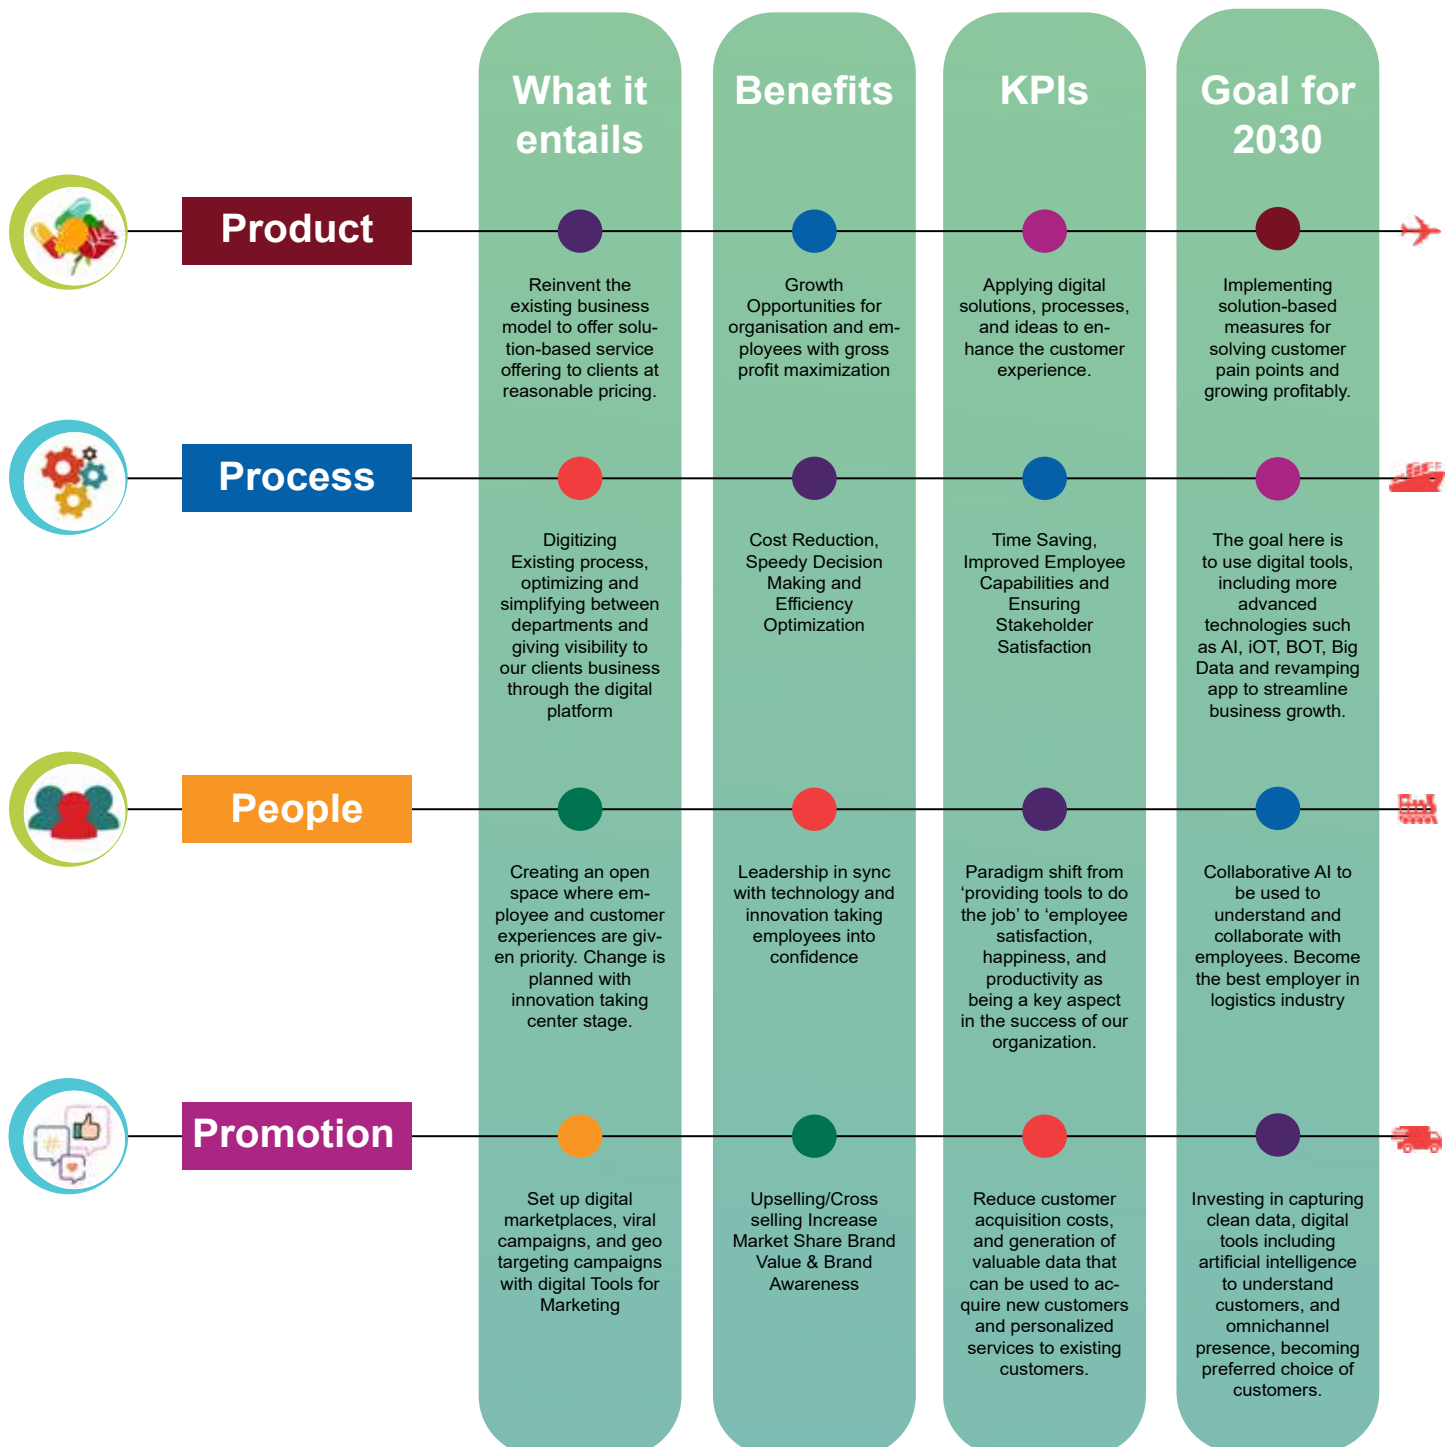 What it
entails
Benefits
KPIs
Goal for
2030
Product
Reinvent the
existing business
model to offer solu-
tion-based service
offering to clients at
reasonable pricing.
Growth
Opportunities for
organisation and em-
ployees with gross
profit maximization
Applying digital
solutions, processes,
and ideas to en-
hance the customer
experience.
Implementing
solution-based
measures for
solving customer
pain points and
growing profitably.
Process
Digitizing
Existing process,
optimizing and
simplifying between
departments and
giving visibility to
our clients business
through the digital
platform
Cost Reduction,
Speedy Decision
Making and
Efficiency
Optimization
Time Saving,
Improved Employee
Capabilities and
Ensuring
Stakeholder
Satisfaction
The goal here is
to use digital tools,
including more
advanced
technologies such
as AI, iOT, BOT, Big
Data and revamping
app to streamline
business growth.
People
Creating an open
space where em-
ployee and customer
experiences are giv-
en priority. Change is
planned with
innovation taking
center stage.
Leadership in sync
with technology and
innovation taking
employees into
confidence
Paradigm shift from
‘providing tools to do
the job’ to ‘employee
satisfaction,
happiness, and
productivity as
being a key aspect
in the success of our
organization.
Collaborative AI to
be used to
understand and
collaborate with
employees. Become
the best employer in
logistics industry
Promotion
Set up digital
marketplaces, viral
campaigns, and geo
targeting campaigns
with digital Tools for
Marketing
Upselling/Cross
selling Increase
Market Share Brand
Value & Brand
Awareness
Reduce customer
acquisition costs,
and generation of
valuable data that
can be used to ac-
quire new customers
and personalized
services to existing
customers.
Investing in capturing
clean data, digital
tools including
artificial intelligence
to understand
customers, and
omnichannel
presence, becoming
preferred choice of
customers.